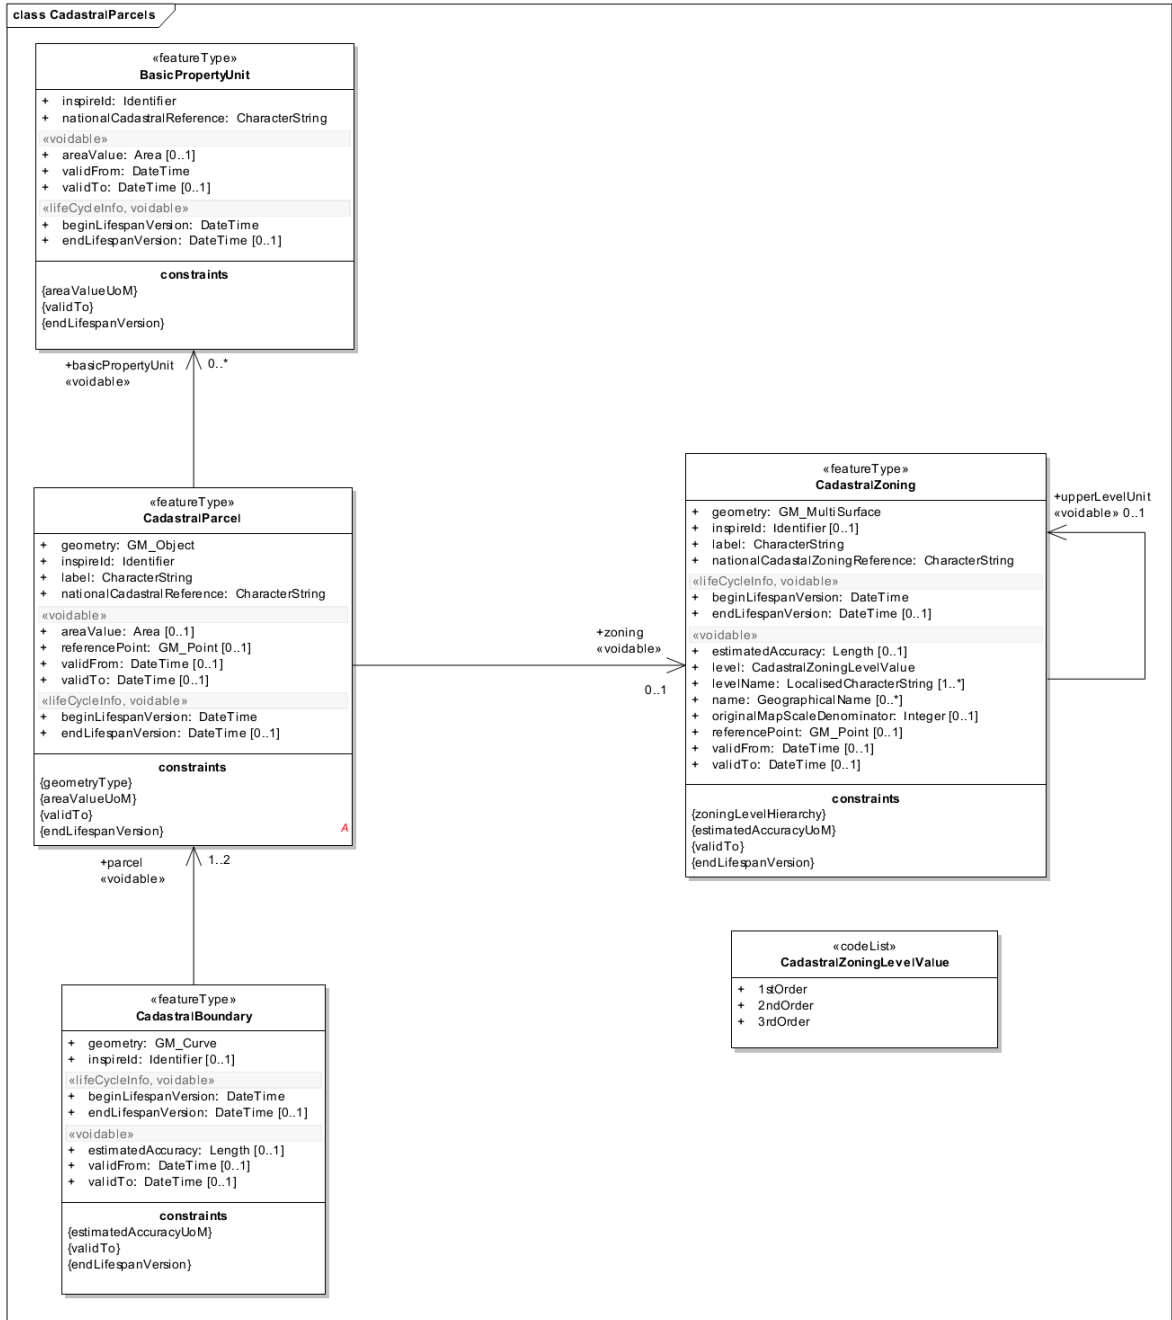 class CadastralParcels
«featureType»
BasicPropertyUnit
+ inspireId: Identifier
+ nationalCadastralReference: CharacterString
«voidable»
+ areaValue: Area [0..1]
+ validFrom: DateTime
+ validTo: DateTime [0..1]
«lifeCycleInfo, voidable»
+ beginLifespanVersion: DateTime
+ endLifespanVersion: DateTime [0..1]
constraints
{areaValueUoM}
{validTo}
{endLifespanVersion}
+basicPropertyUnit
«voidable»
0..*
«featureType»
CadastralParcel
+ geometry: GM_Object
+ inspireId: Identifier
+ label: CharacterString
+ nationalCadastralReference: CharacterString
«voidable»
+ areaValue: Area [0..1]
+ referencePoint: GM_Point [0..1]
+ validFrom: DateTime [0..1]
+ validTo: DateTime [0..1]
«lifeCycleInfo, voidable»
+ beginLifespanVersion: DateTime
+ endLifespanVersion: DateTime [0..1]
constraints
{geometryType}
{areaValueUoM}
{validTo}
{endLifespanVersion}
A
+zoning
«voidable»
0..1
«featureType»
CadastralZoning
+ geometry: GM_MultiSurface
+ inspireId: Identifier [0..1]
+ label: CharacterString
+ nationalCadastalZoningReference: CharacterString
«lifeCycleInfo, voidable»
+ beginLifespanVersion: DateTime
+ endLifespanVersion: DateTime [0..1]
«voidable»
+ estimatedAccuracy: Length [0..1]
+ level: CadastralZoningLevelValue
+ levelName: LocalisedCharacterString [1..*]
+ name: GeographicalName [0..*]
+ originalMapScaleDenominator: Integer [0..1]
+ referencePoint: GM_Point [0..1]
+ validFrom: DateTime [0..1]
+ validTo: DateTime [0..1]
constraints
{zoningLevelHierarchy}
{estimatedAccuracyUoM}
{validTo}
{endLifespanVersion}
+upperLevelUnit
«voidable» 0..1
+parcel
«voidable»
1..2
«featureType»
CadastralBoundary
+ geometry: GM_Curve
+ inspireId: Identifier [0..1]
«lifeCycleInfo, voidable»
+ beginLifespanVersion: DateTime
+ endLifespanVersion: DateTime [0..1]
«voidable»
+ estimatedAccuracy: Length [0..1]
+ validFrom: DateTime [0..1]
+ validTo: DateTime [0..1]
constraints
{estimatedAccuracyUoM}
{validTo}
{endLifespanVersion}
«codeList»
CadastralZoningLevelValue
+ 1stOrder
+ 2ndOrder
+ 3rdOrder